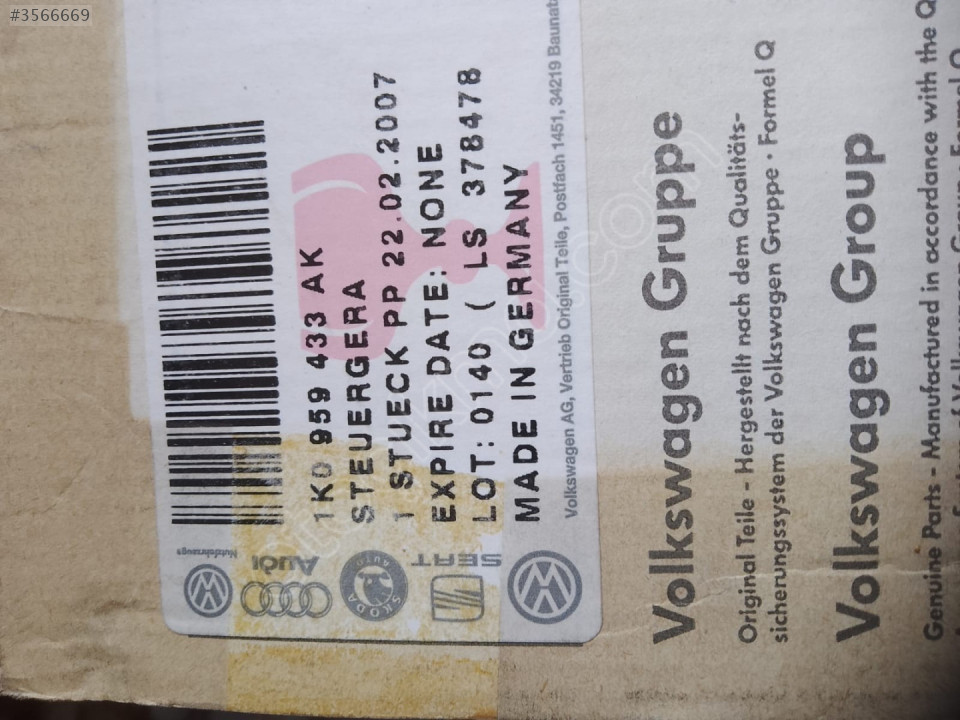 #3566669
1K0 959 433 AK
STEUERGERA
1 STUECK PP 22.02.2007
EXPIRE DATE: NONE
LOT: 0140 ( LS 378478
MADE IN GERMANY
Volkswagen AG, Vertrieb Original Teile, Postfach 1451, 34219 Baunat
Nutzfahrzeuge
Audi
SKODA
AUTO
SEAT
Volkswagen Gruppe
Original Teile - Hergestellt nach dem Qualitäts-
sicherungssystem der Volkswagen Gruppe · Formel Q
Volkswagen Group
Genuine Parts - Manufactured in accordance with the Q